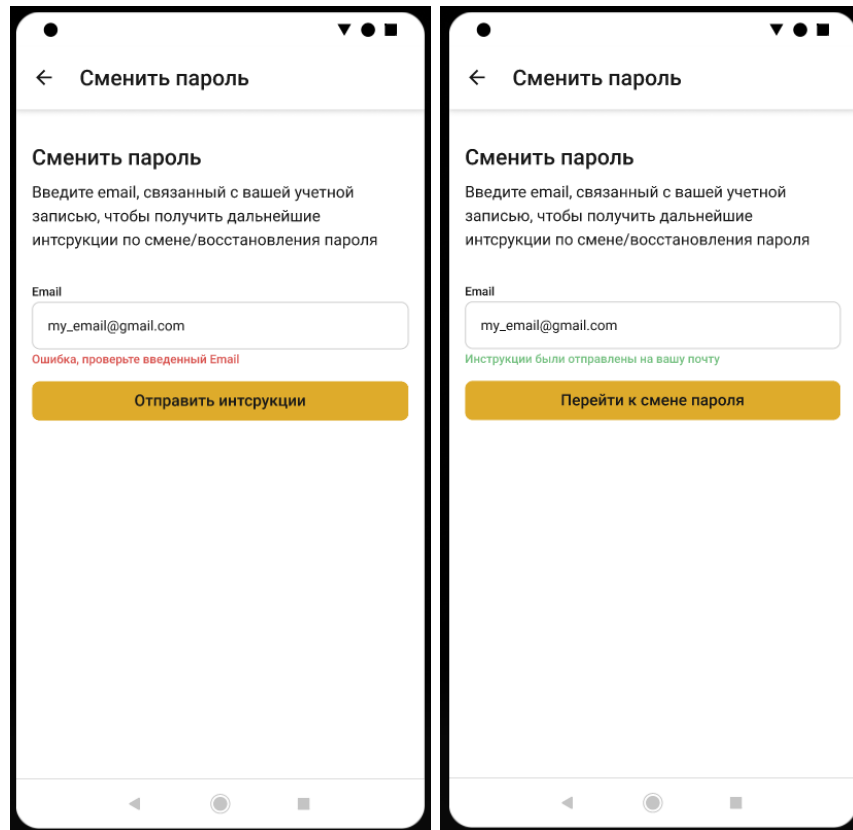 Сменить пароль
Сменить пароль
Введите email, связанный с вашей учетной
записью, чтобы получить дальнейшие
интсрукции по смене/восстановления пароля
Email
my_email@gmail.com
Ошибка, проверьте введенный Email
Отправить интсрукции
Сменить пароль
Сменить пароль
Введите email, связанный с вашей учетной
записью, чтобы получить дальнейшие
интсрукции по смене/восстановления пароля
Email
my_email@gmail.com
Инструкции были отправлены на вашу почту
Перейти к смене пароля